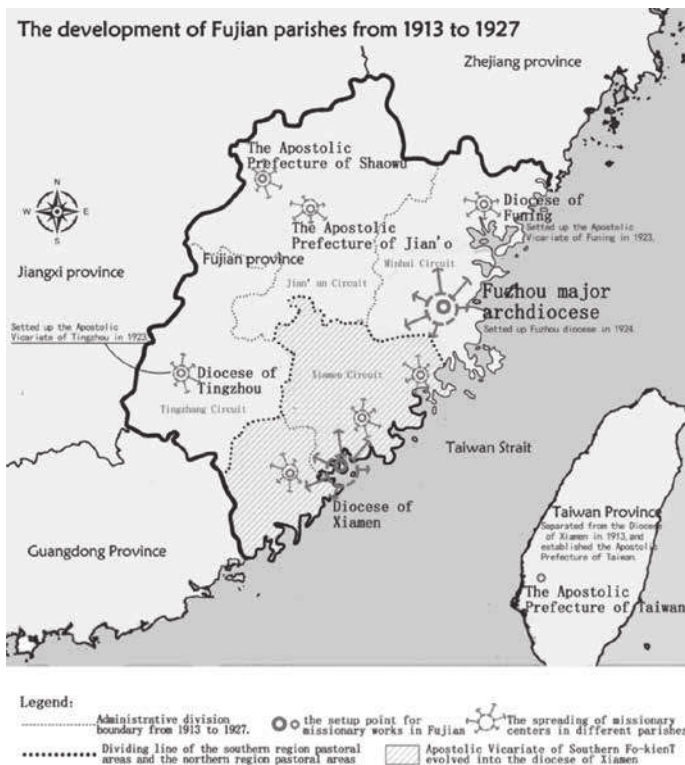 The development of Fujian parishes from 1913 to 1927
Zhejiang province
The Apostolic
Prefecture of Shaowu
N
W E
S
The Apostolic
Prefecture of Jian'o
Diocese of
Funing
Setted up the Apostolic
Vicariate of Funing in 1923.
Jiangxi province
Fujian province
Minhai Circuit
Jian' an Circuit
Fuzhou major
archdiocese
Setted up Fuzhou diocese in 1924.
Setted up the Apostolic
Vicariate of Tingzhou in 1923
Diocese of
Tingzhou
Xiamen Circuit
Tingzhang Circuit
Taiwan Strait
Diocese of
Xiamen
Guangdong Province
Taiwan Province
Separated from the Diocese
of Xiamen in 1913, and
established the Apostolic
Prefecture of Taiwan.
The Apostolic
Prefecture of Taiwan
Legend:
Administrative division
boundary from 1913 to 1927.
the setup point for
missionary works in Fujian
The spreading of missionary
centers in different parishes
Dividing line of the southern region pastoral
areas and the northern region pastoral areas
Apostolic Vicariate of Southern Fo-kienT
evolved into the diocese of Xiamen